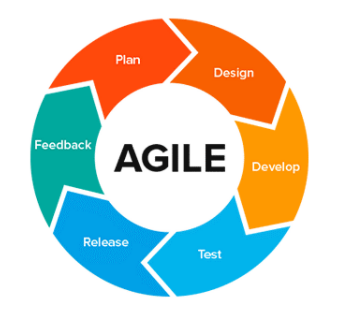 Plan
Design
Develop
Test
Release
Feedback
AGILE